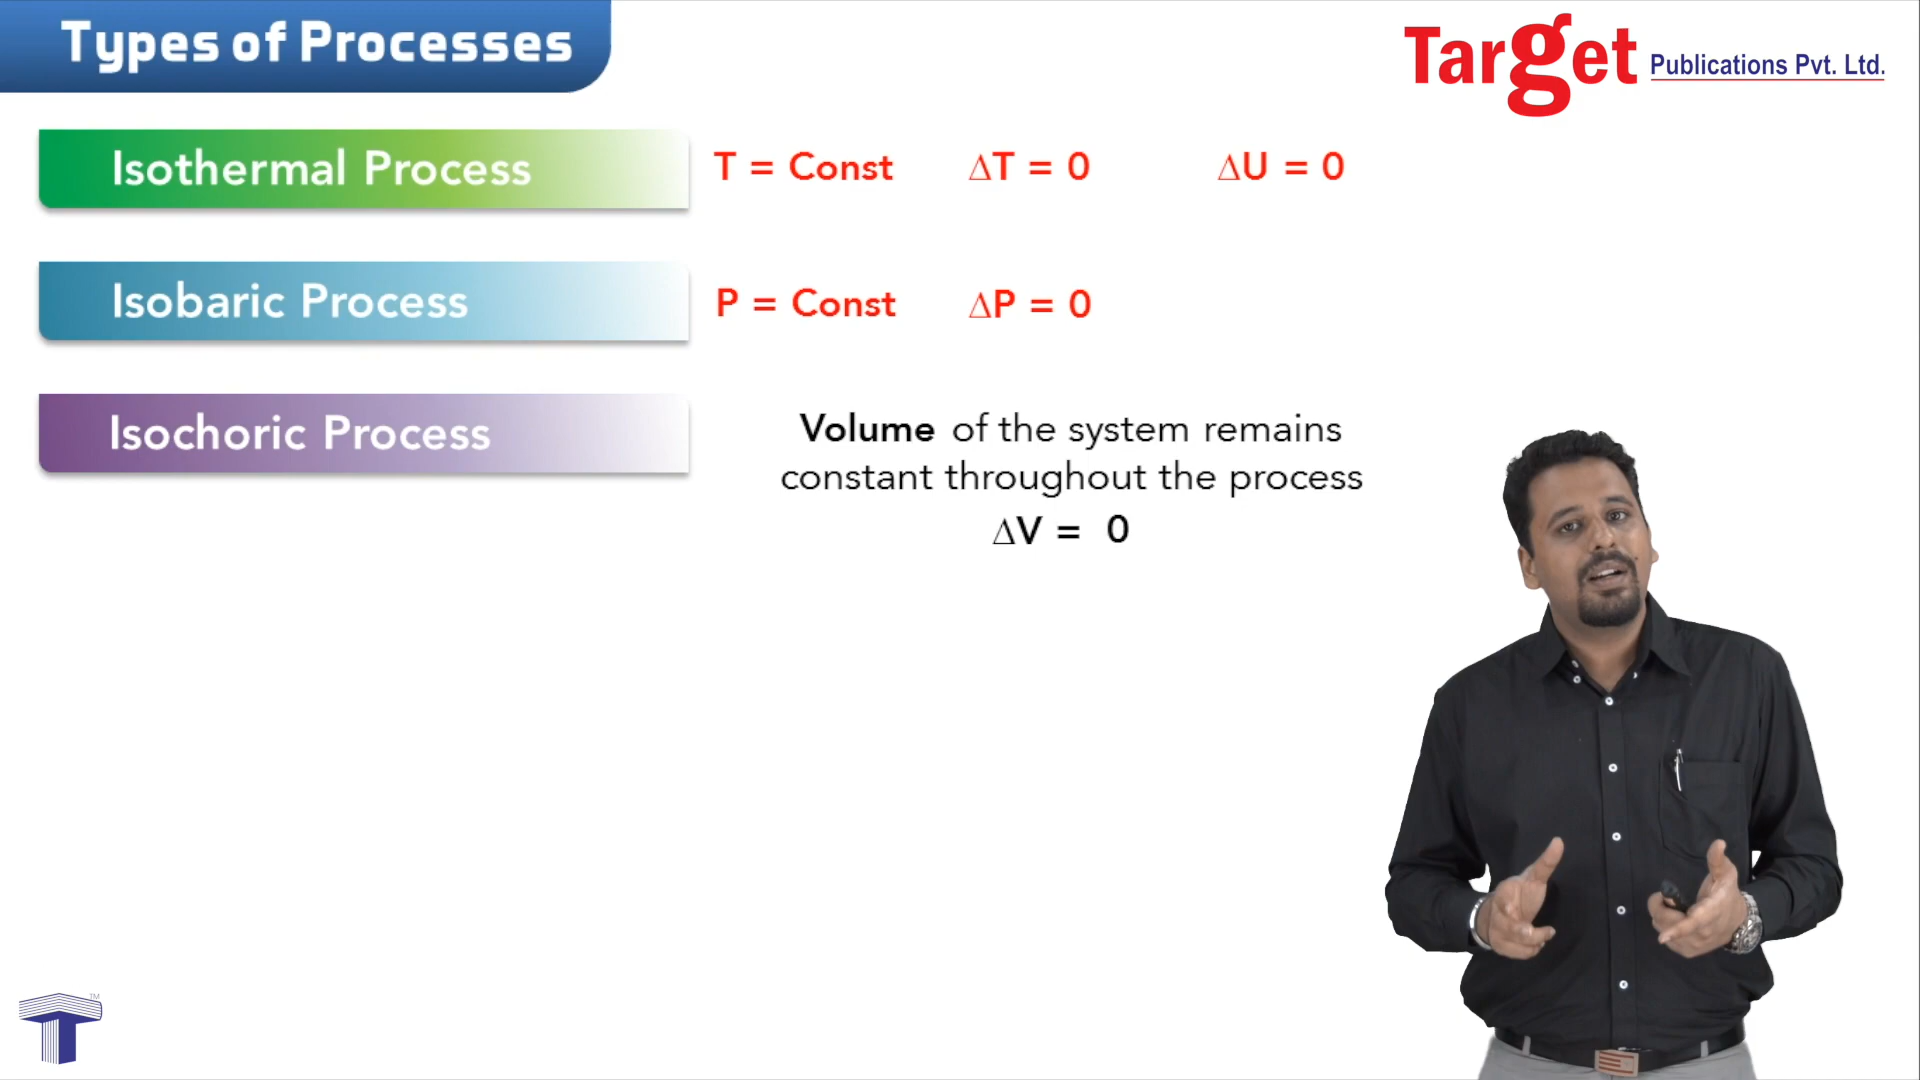 Types of Processes
Target Publications Pvt. Ltd.
Isothermal Process T = Const ΔT = 0 ΔU = 0
Isobaric Process P = Const ΔP = 0
Isochoric Process
Volume of the system remains
constant throughout the process
ΔV = 0
TM